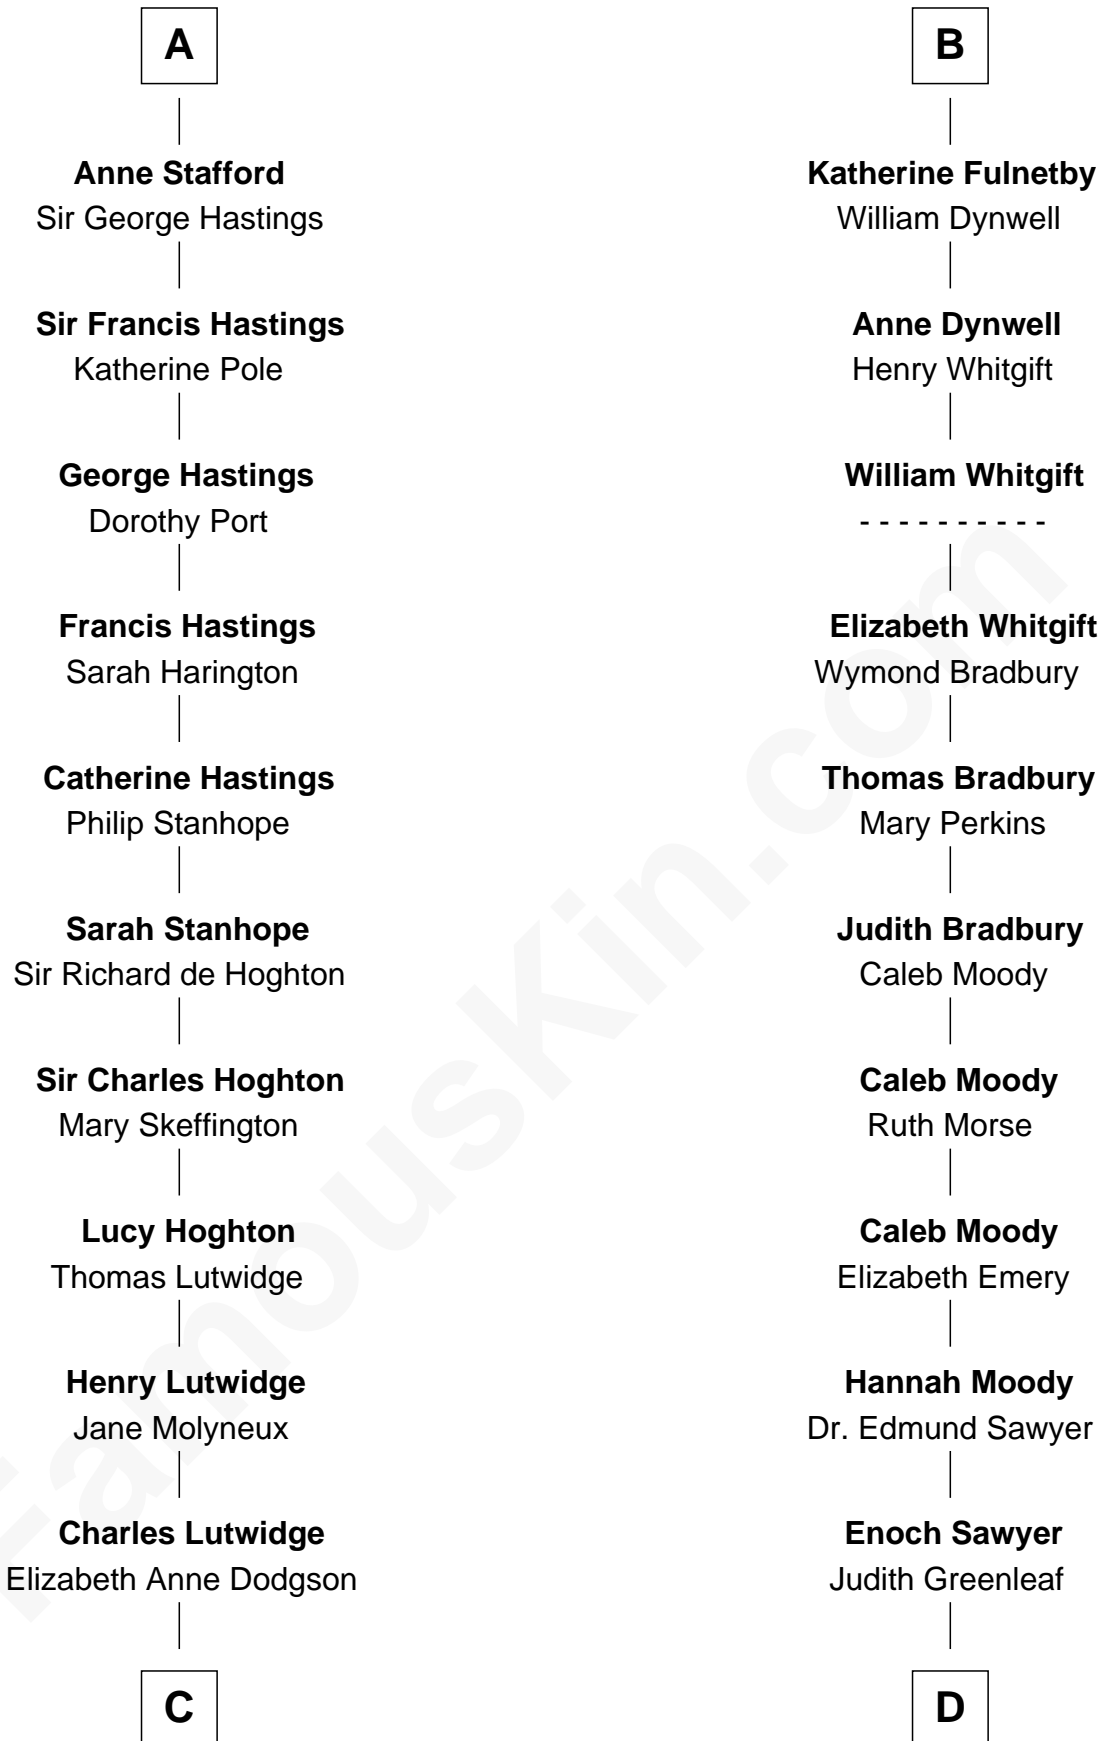 A
Anne Stafford
Sir George Hastings
Sir Francis Hastings
Katherine Pole
George Hastings
Dorothy Port
Francis Hastings
Sarah Harington
Catherine Hastings
Philip Stanhope
Sarah Stanhope
Sir Richard de Hoghton
Sir Charles Hoghton
Mary Skeffington
Lucy Hoghton
Thomas Lutwidge
Henry Lutwidge
Jane Molyneux
Charles Lutwidge
Elizabeth Anne Dodgson
C
B
Katherine Fulnetby
William Dynwell
Anne Dynwell
Henry Whitgift
William Whitgift
- - - - - - - - - -
Elizabeth Whitgift
Wymond Bradbury
Thomas Bradbury
Mary Perkins
Judith Bradbury
Caleb Moody
Caleb Moody
Ruth Morse
Caleb Moody
Elizabeth Emery
Hannah Moody
Dr. Edmund Sawyer
Enoch Sawyer
Judith Greenleaf
D
FamousKin.com